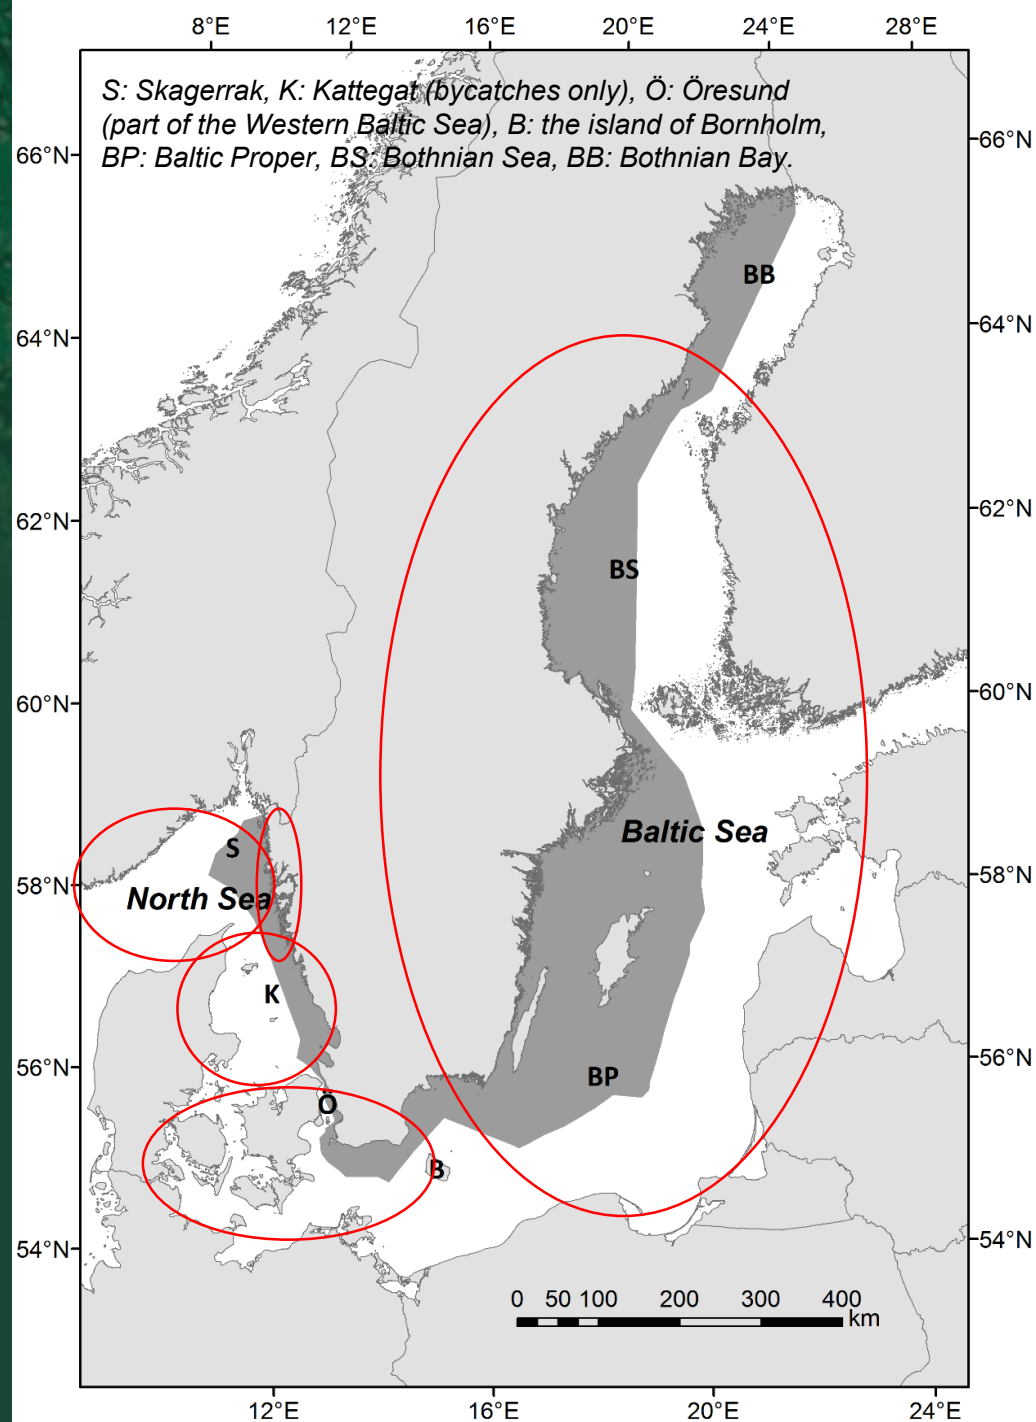 8°E 12°E 16°E 20°E 24°E 28°E
S: Skagerrak, K: Kattegat (bycatches only), Ö: Öresund
(part of the Western Baltic Sea), B: the island of Bornholm,
BP: Baltic Proper, BS: Bothnian Sea, BB: Bothnian Bay.
66°N
66°N
BB
64°N
64°N
62°N
62°N
BS
60°N
60°N
Baltic Sea
S
58°N
58°N
North Sea
K
56°N
56°N
BP
Ö
B
54°N
54°N
0 50 100 200 300 400
km
12°E 16°E 20°E 24°E